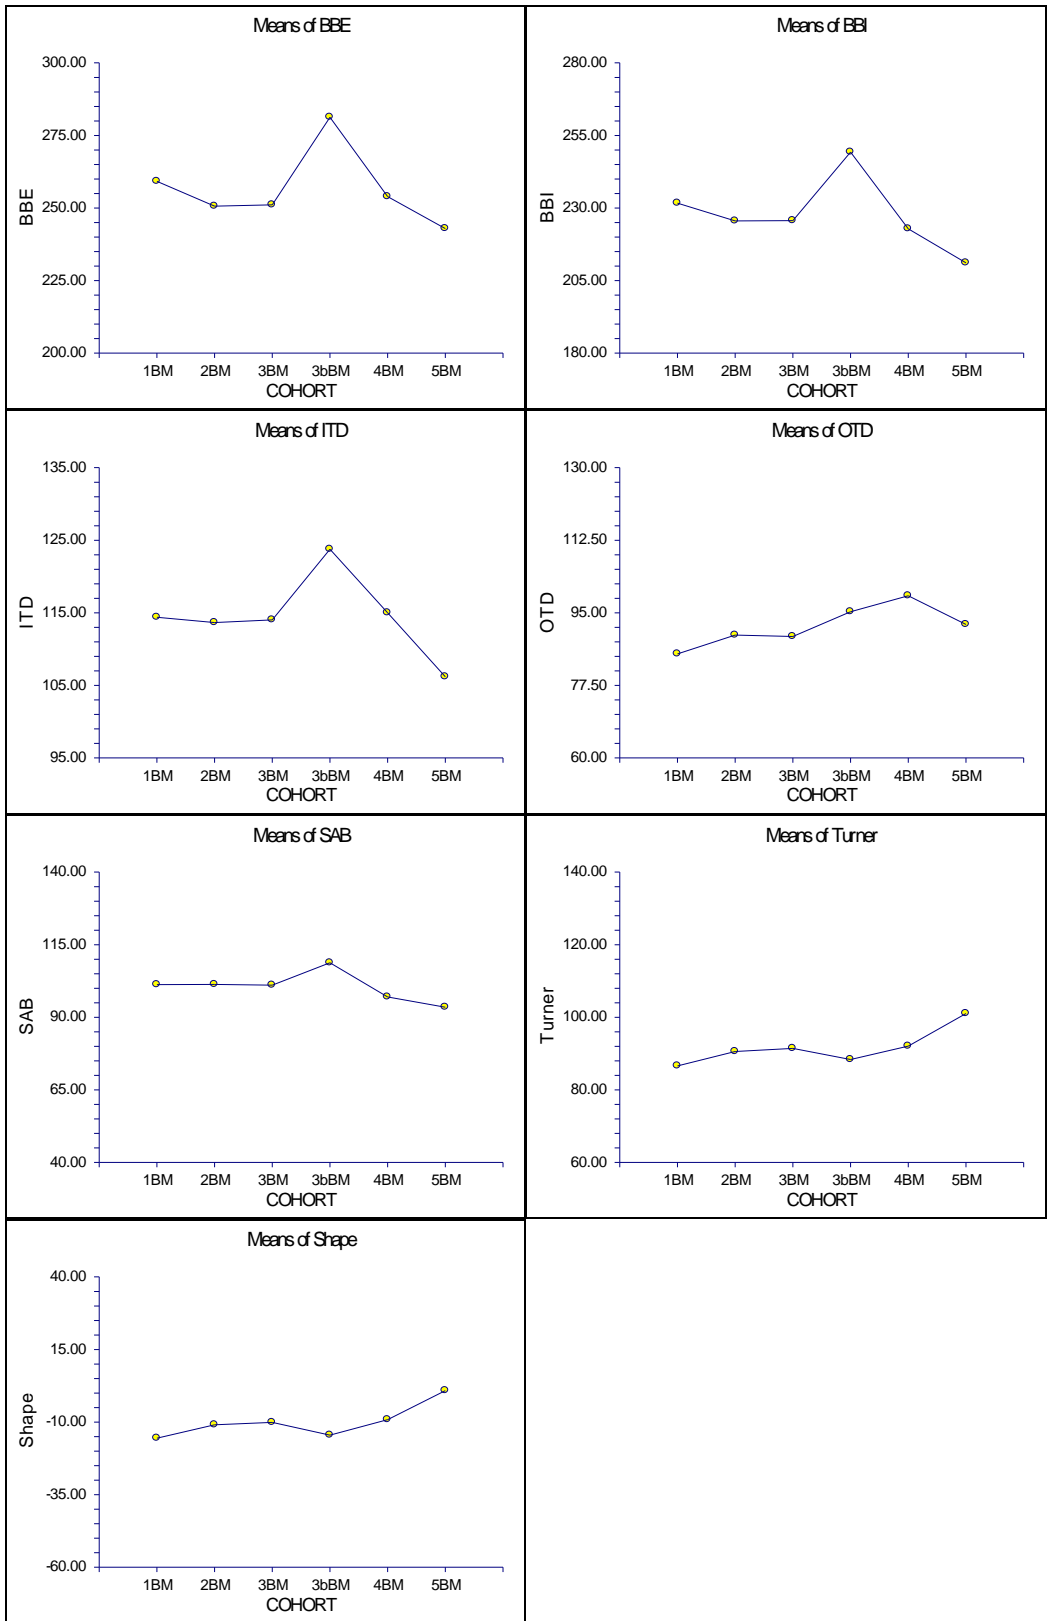 Means of BBE
300.00
275.00
250.00
225.00
200.00
BBE
1BM 2BM 3BM 3bBM 4BM 5BM
COHORT
Means of BBI
280.00
255.00
230.00
205.00
180.00
BBI
1BM 2BM 3BM 3bBM 4BM 5BM
COHORT
Means of ITD
135.00
125.00
115.00
105.00
95.00
ITD
1BM 2BM 3BM 3bBM 4BM 5BM
COHORT
Means of OTD
130.00
112.50
95.00
77.50
60.00
OTD
1BM 2BM 3BM 3bBM 4BM 5BM
COHORT
Means of SAB
140.00
115.00
90.00
65.00
40.00
SAB
1BM 2BM 3BM 3bBM 4BM 5BM
COHORT
Means of Turner
140.00
120.00
100.00
80.00
60.00
Turner
1BM 2BM 3BM 3bBM 4BM 5BM
COHORT
Means of Shape
40.00
15.00
-10.00
-35.00
-60.00
Shape
1BM 2BM 3BM 3bBM 4BM 5BM
COHORT